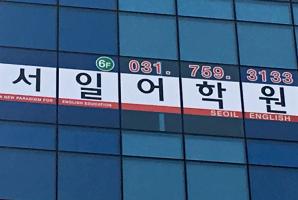 6F 031. 759. 3133
서일어학원
A NEW PARADIGM FOR ENGLISH EDUCATION
SEOIL ENGLISH